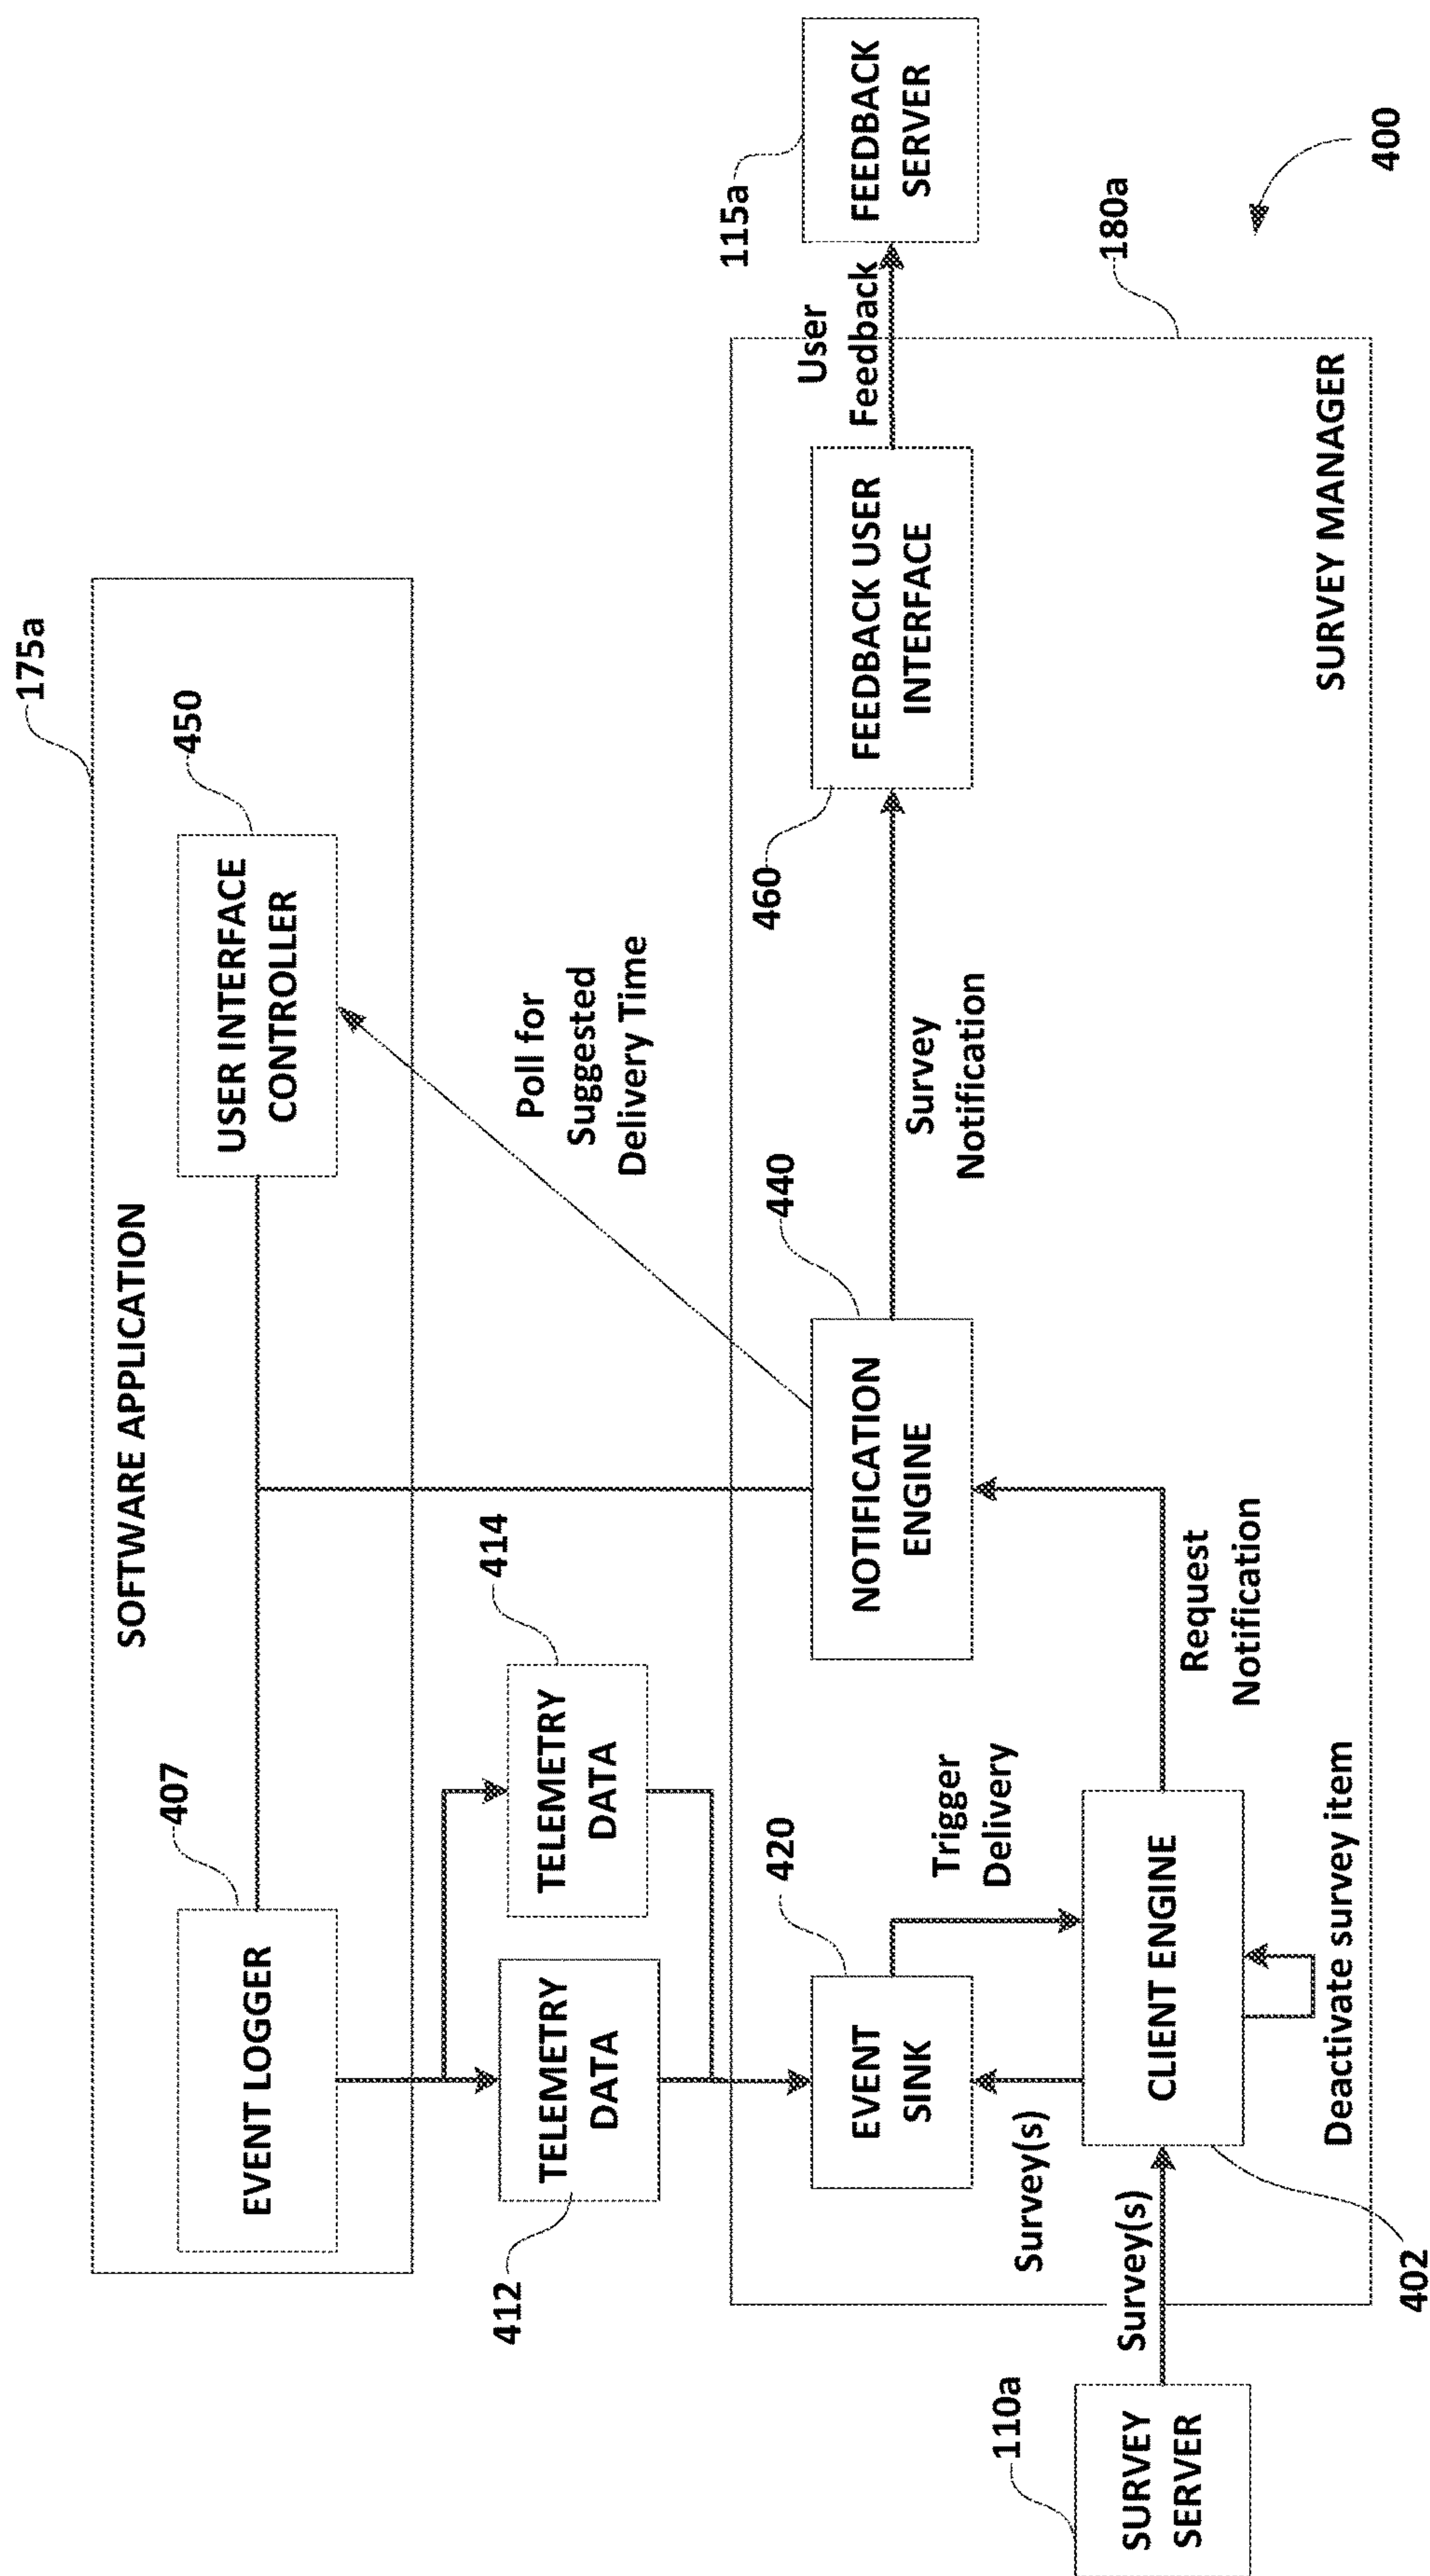 175a
SOFTWARE APPLICATION
407
EVENT LOGGER
450
USER INTERFACE
CONTROLLER
412
TELEMETRY
DATA
414
TELEMETRY
DATA
Poll for
Suggested
Delivery Time
420
EVENT
SINK
Trigger
Delivery
440
NOTIFICATION
ENGINE
Survey
Notification
460
FEEDBACK USER
INTERFACE
User
Feedback
115a
FEEDBACK
SERVER
110a
SURVEY
SERVER
Survey(s)
Survey(s)
CLIENT ENGINE
402
Deactivate survey item
Request
Notification
SURVEY MANAGER
180a
400